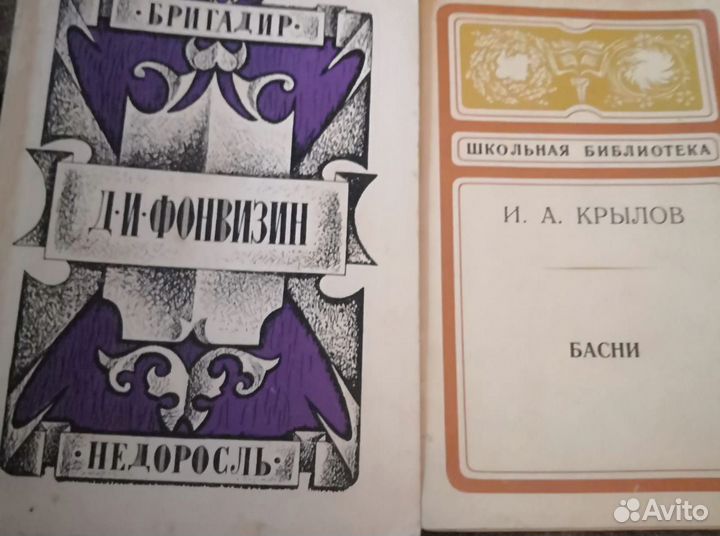 ·БРИГАДИР·
Д·И·ФОНВИЗИН
·НЕДОРОСЛЬ·
ШКОЛЬНАЯ БИБЛИОТЕКА
И. А. КРЫЛОВ
БАСНИ
Avito